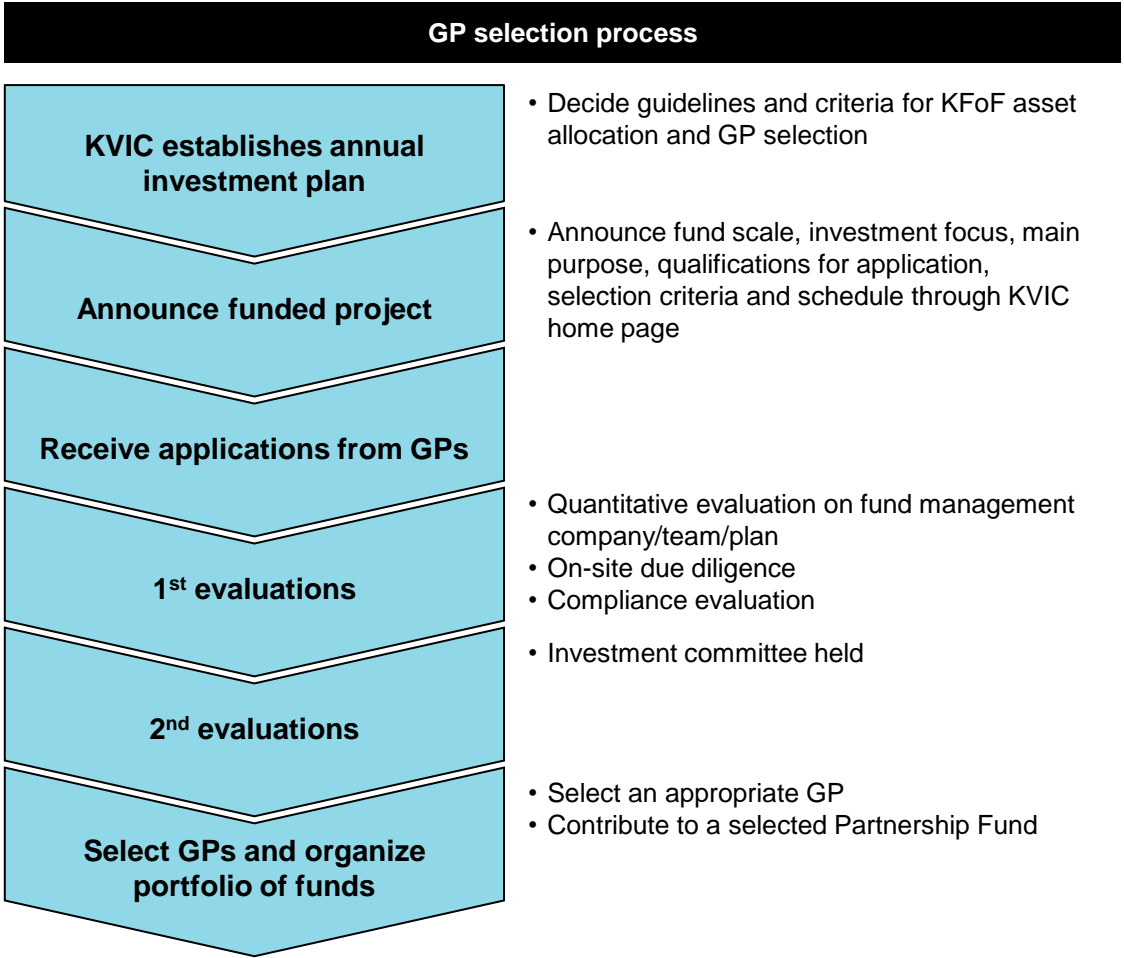 GP selection process
KVIC establishes annual
investment plan
• Decide guidelines and criteria for KFoF asset
allocation and GP selection
Announce funded project
• Announce fund scale, investment focus, main
purpose, qualifications for application,
selection criteria and schedule through KVIC
home page
Receive applications from GPs
1st evaluations
• Quantitative evaluation on fund management
company/team/plan
• On-site due diligence
• Compliance evaluation
2nd evaluations
• Investment committee held
Select GPs and organize
portfolio of funds
• Select an appropriate GP
• Contribute to a selected Partnership Fund